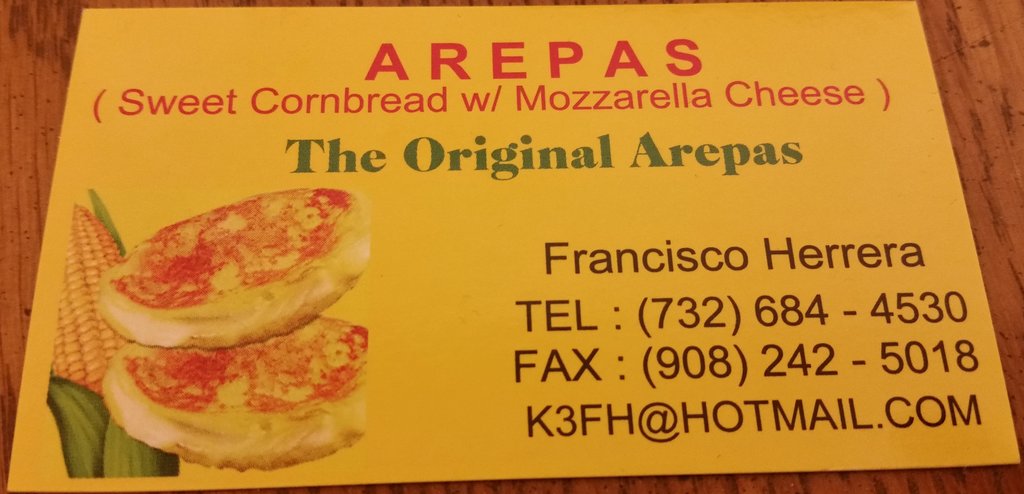 AREPAS
( Sweet Cornbread w/ Mozzarella Cheese )
The Original Arepas
Francisco Herrera
TEL : (732) 684 - 4530
FAX : (908) 242 - 5018
K3FH@HOTMAIL.COM